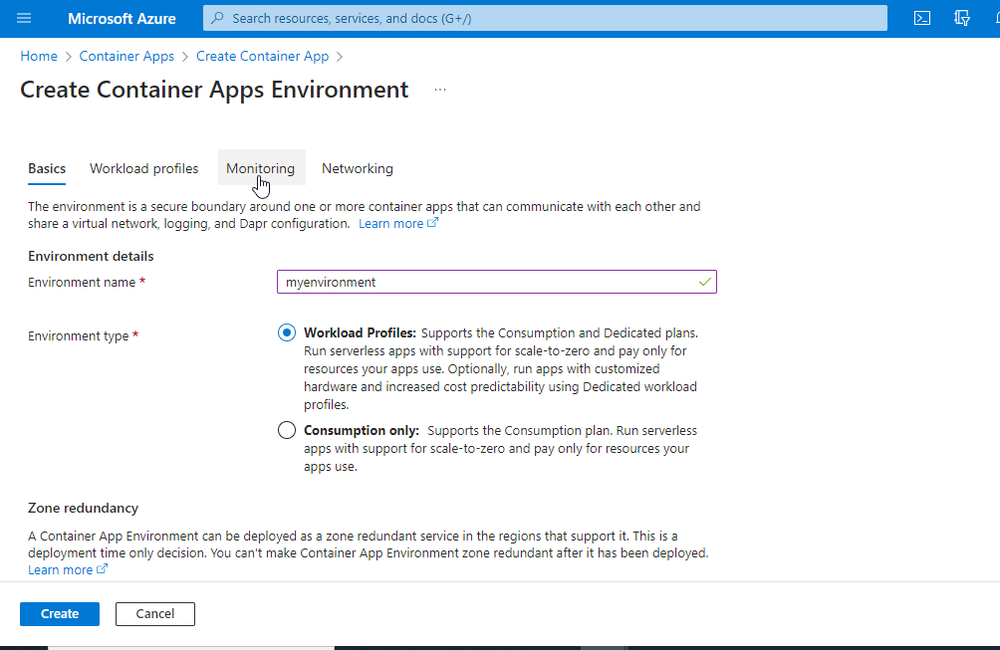 Microsoft Azure
Search resources, services, and docs (G+/)
Home > Container Apps > Create Container App >
Create Container Apps Environment ...
Basics Workload profiles Monitoring Networking
The environment is a secure boundary around one or more container apps that can communicate with each other and
share a virtual network, logging, and Dapr configuration. Learn more
Environment details
Environment name *
myenvironment
Environment type *
Workload Profiles: Supports the Consumption and Dedicated plans.
Run serverless apps with support for scale-to-zero and pay only for
resources your apps use. Optionally, run apps with customized
hardware and increased cost predictability using Dedicated workload
profiles.
Consumption only: Supports the Consumption plan. Run serverless
apps with support for scale-to-zero and pay only for resources your
apps use.
Zone redundancy
A Container App Environment can be deployed as a zone redundant service in the regions that support it. This is a
deployment time only decision. You can't make Container App Environment zone redundant after it has been deployed.
Learn more
Create Cancel